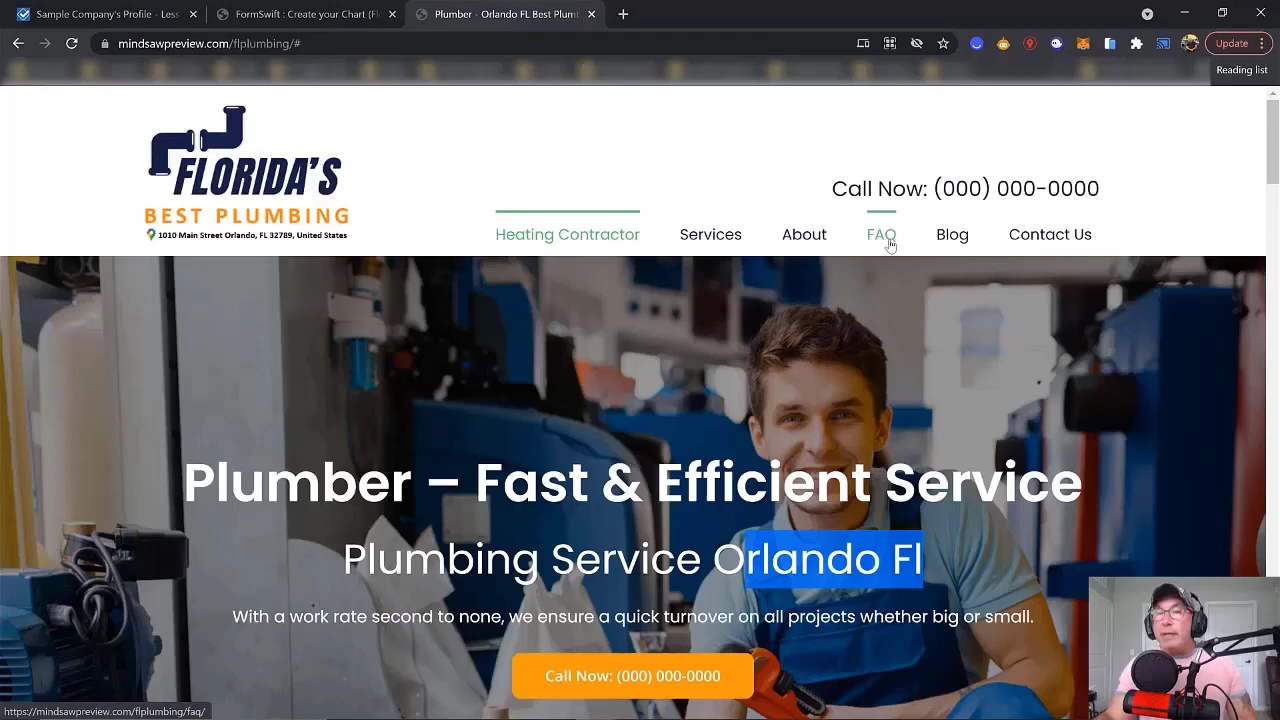 Sample Company's Profile - Less
FormSwift : Create your Chart (Fl
Plumber - Orlando FL Best Plumb
mindsawpreview.com/flplumbing/#
Update
Reading list
FLORIDA'S
BEST PLUMBING
1010 Main Street Orlando, FL 32789, United States
Call Now: (000) 000-0000
Heating Contractor
Services
About
FAQ
Blog
Contact Us
Plumber – Fast & Efficient Service
Plumbing Service Orlando Fl
With a work rate second to none, we ensure a quick turnover on all projects whether big or small.
Call Now: (000) 000-0000
https://mindsawpreview.com/flplumbing/faq/